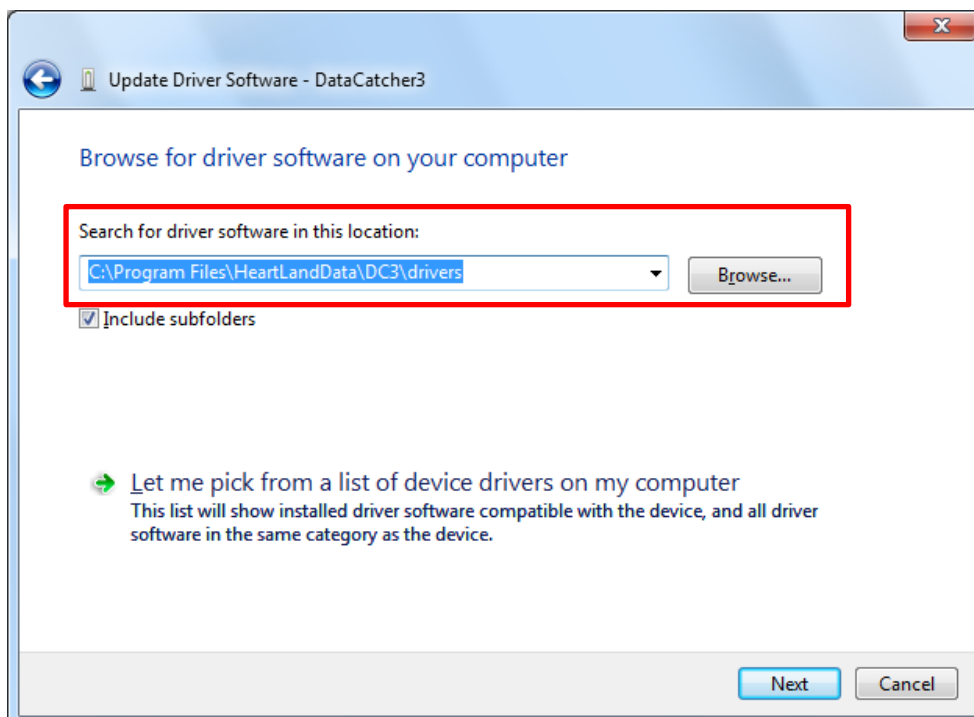 Update Driver Software - DataCatcher3
Browse for driver software on your computer
Search for driver software in this location:
C:\Program Files\HeartLandData\DC3\drivers
Browse...
Include subfolders
Let me pick from a list of device drivers on my computer
This list will show installed driver software compatible with the device, and all driver
software in the same category as the device.
Next
Cancel